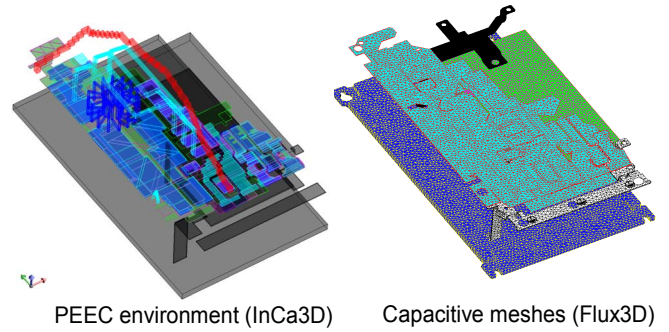 PEEC environment (InCa3D)
Capacitive meshes (Flux3D)